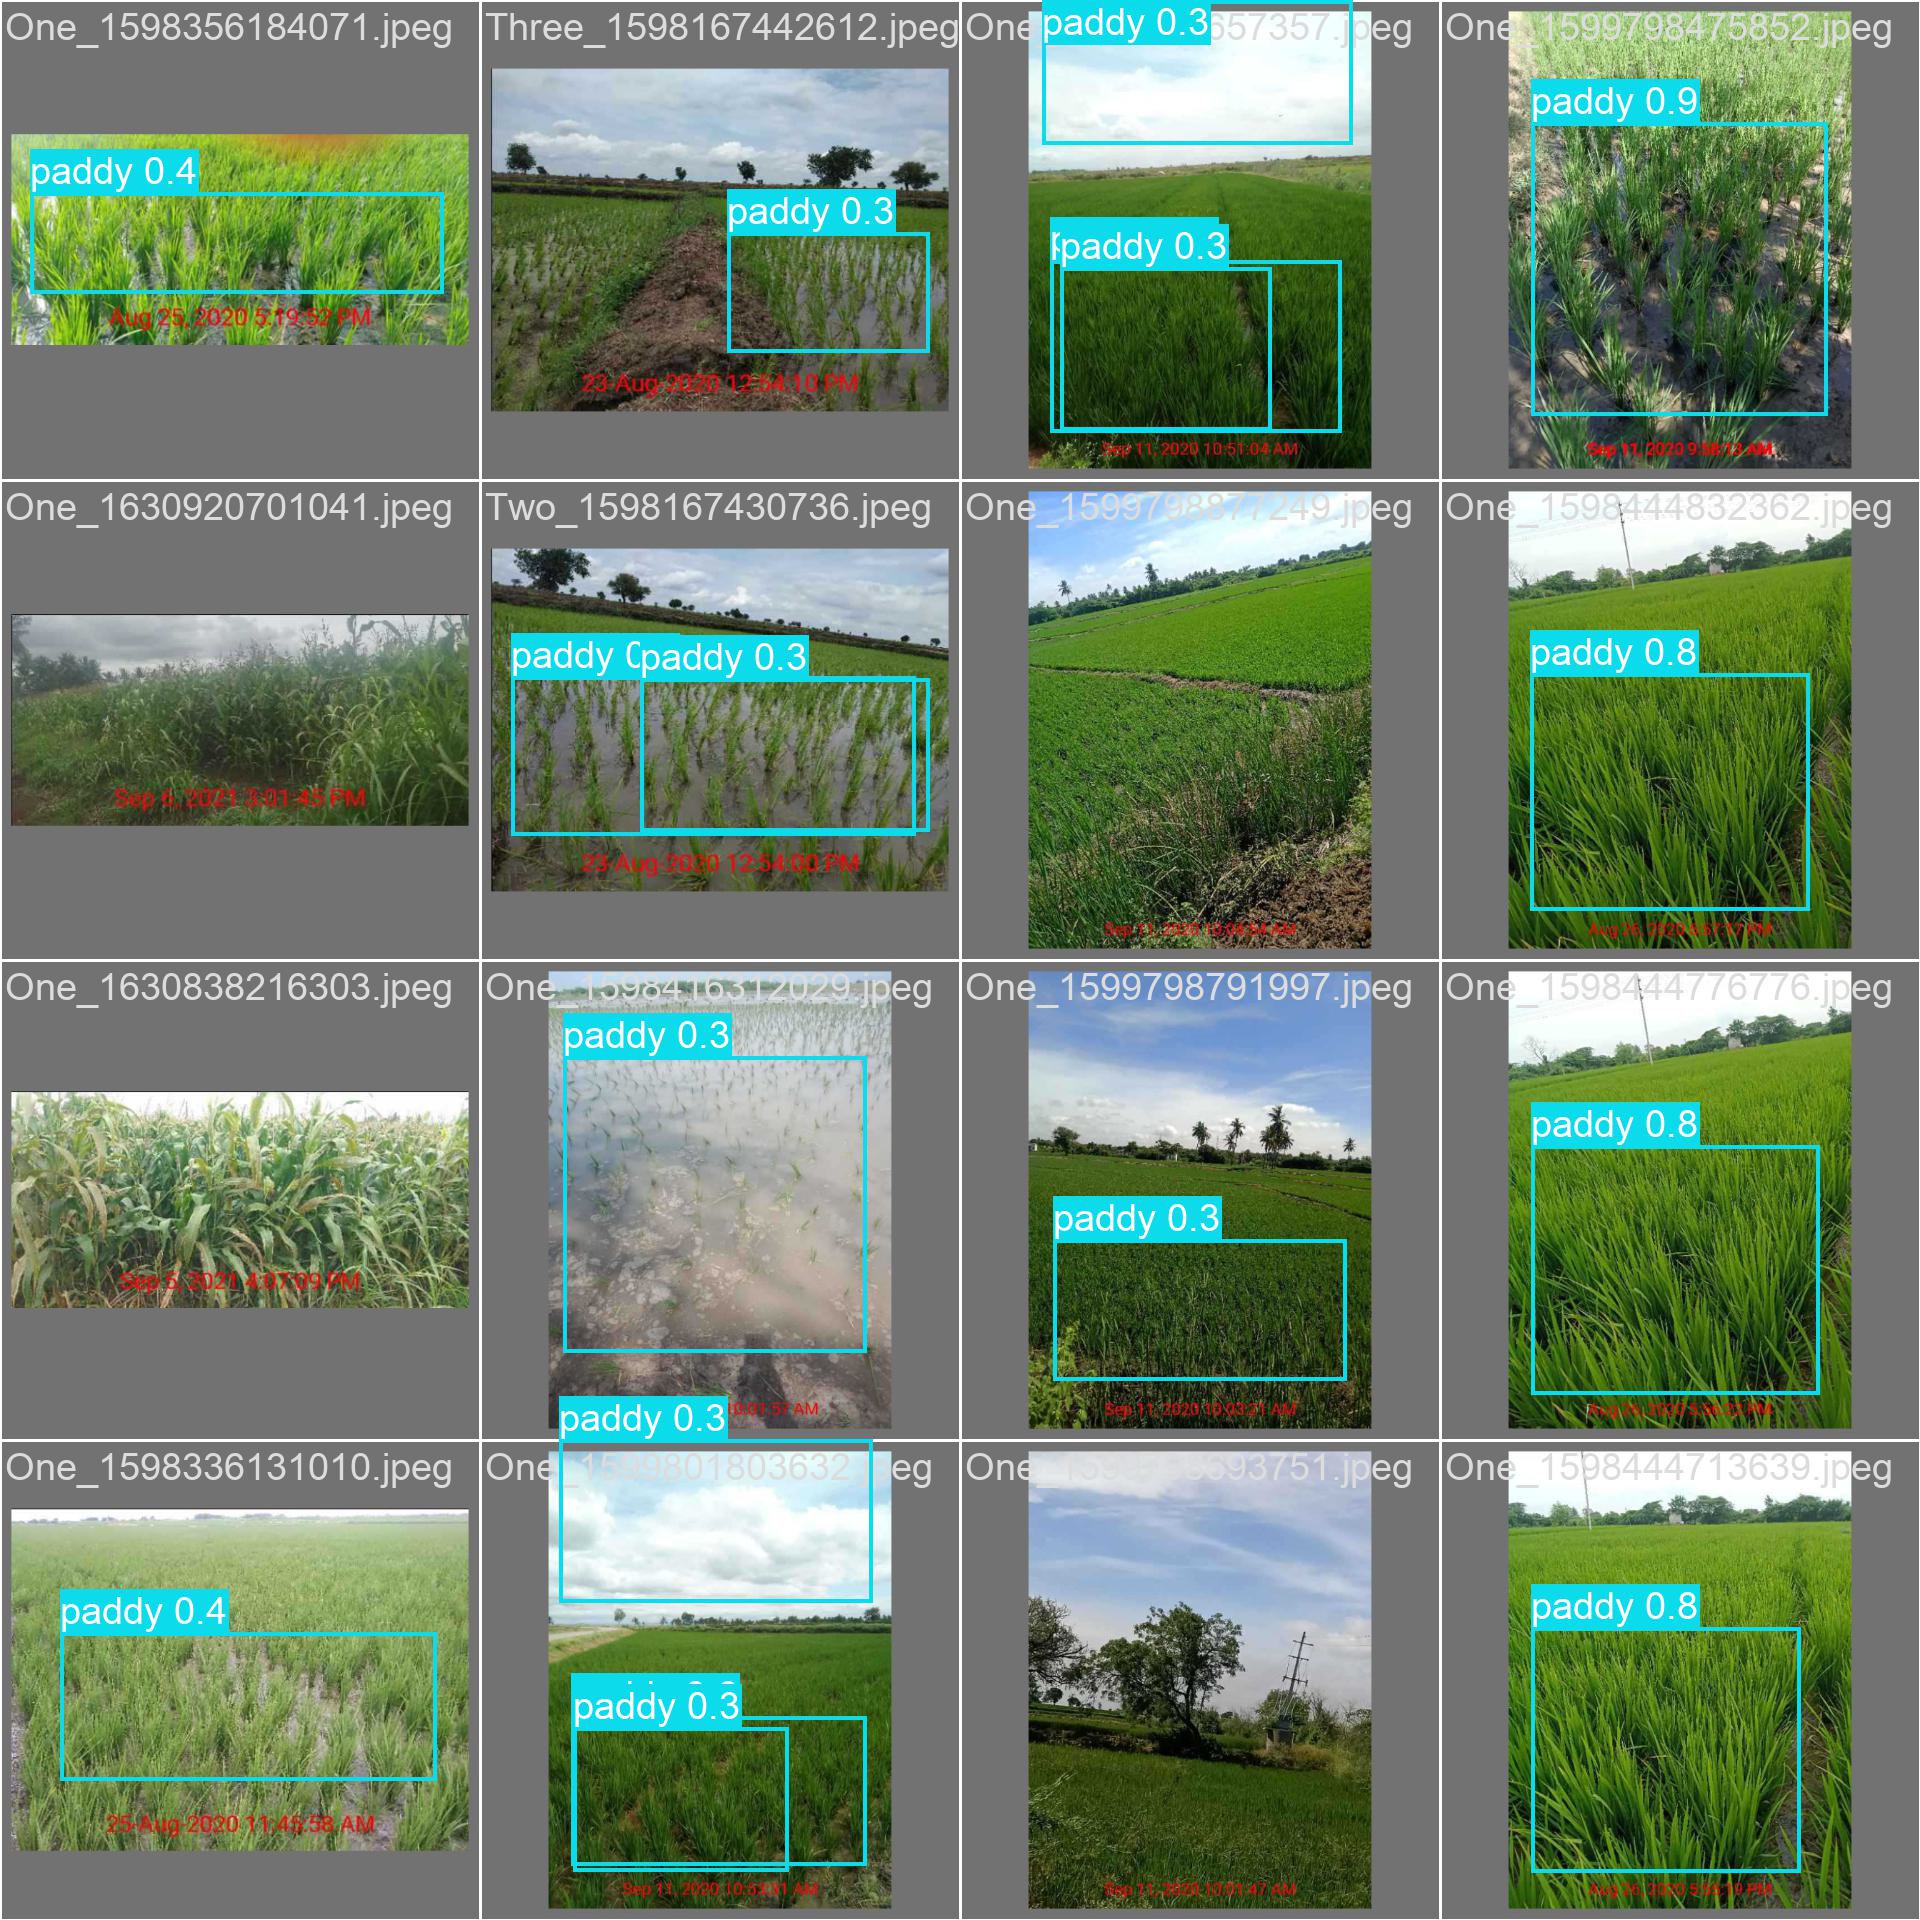 One_1598356184071.jpeg
paddy 0.4
Aug 25, 2020 5:19:52 PM
Three_1598167442612.jpeg
paddy 0.3
23-Aug-2020 12:54:10 PM
paddy 0.3
One
657357.jpeg
paddy 0.3
Sep 11, 2020 10:51:04 AM
One_1599798475852.jpeg
paddy 0.9
Sep 11, 2020 9:58:13 AM
One_1630920701041.jpeg
Sep 6, 2021 3:01:45 PM
Two_1598167430736.jpeg
paddy
paddy 0.3
23-Aug-2020 12:54:00 PM
One_1599798877249.jpeg
Sep 11, 2020 10:04:54 AM
One_1598444832362.jpeg
paddy 0.8
Aug 26, 2020 5:57:17 PM
One_1630838216303.jpeg
Sep 5, 2021 4:07:09 PM
One_1598416312029.jpeg
paddy 0.3
10:01:57 AM
One_1599798791997.jpeg
paddy 0.3
Sep 11, 2020 10:03:21 AM
One_1598444776776.jpeg
paddy 0.8
Aug 26, 2020 5:56:22 PM
One_1598336131010.jpeg
paddy 0.4
25-Aug-2020 11:45:58 AM
paddy 0.3
One_1599801803632.jpeg
paddy 0.3
Sep 11, 2020 10:53:31 AM
One
693751.jpeg
Sep 11, 2020 10:01:47 AM
One_1598444713639.jpeg
paddy 0.8
Aug 26, 2020 5:55:19 PM